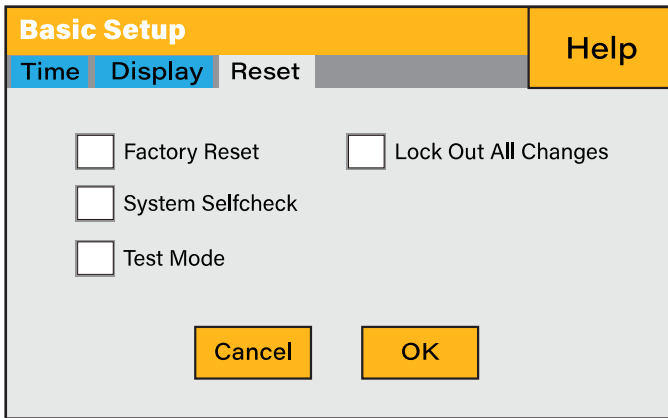 Basic Setup
Help
Time Display Reset
Factory Reset Lock Out All Changes
System Selfcheck
Test Mode
Cancel OK